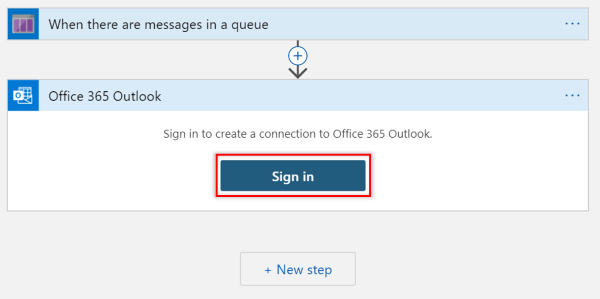 When there are messages in a queue
Office 365 Outlook
Sign in to create a connection to Office 365 Outlook.
Sign in
+ New step